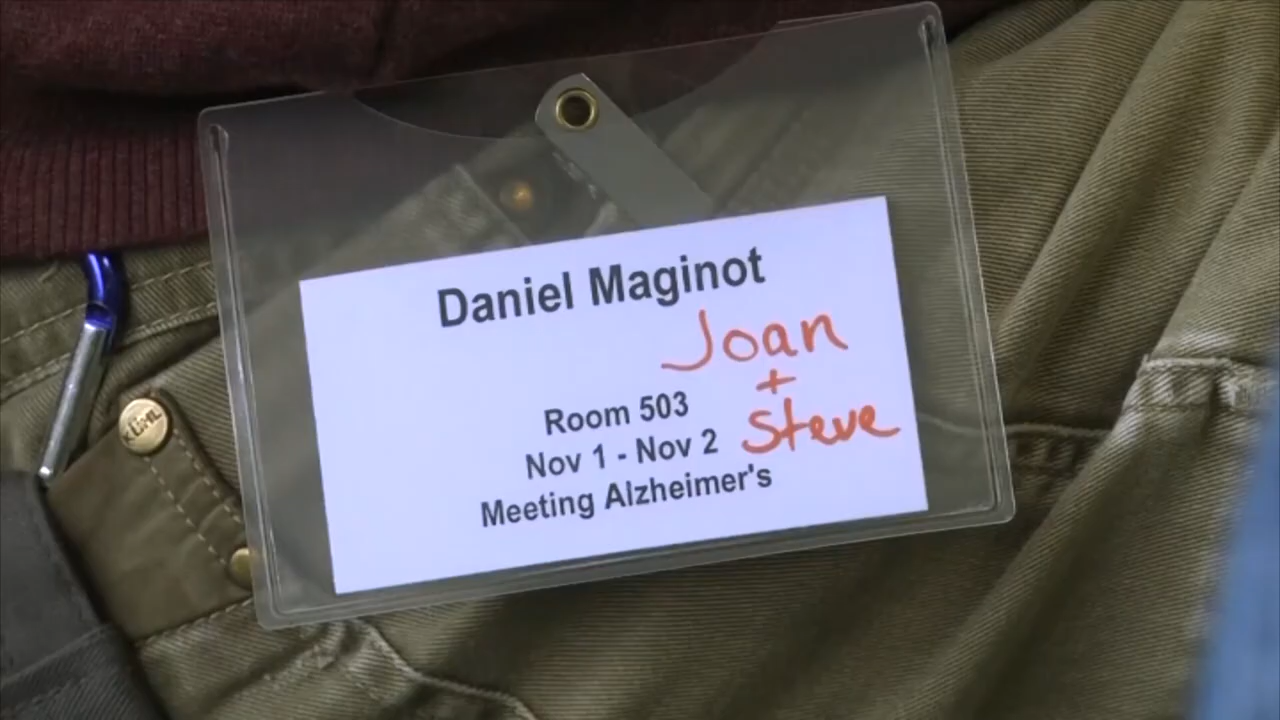 Daniel Maginot
Joan
+
Steve
Room 503
Nov 1 - Nov 2
Meeting Alzheimer's